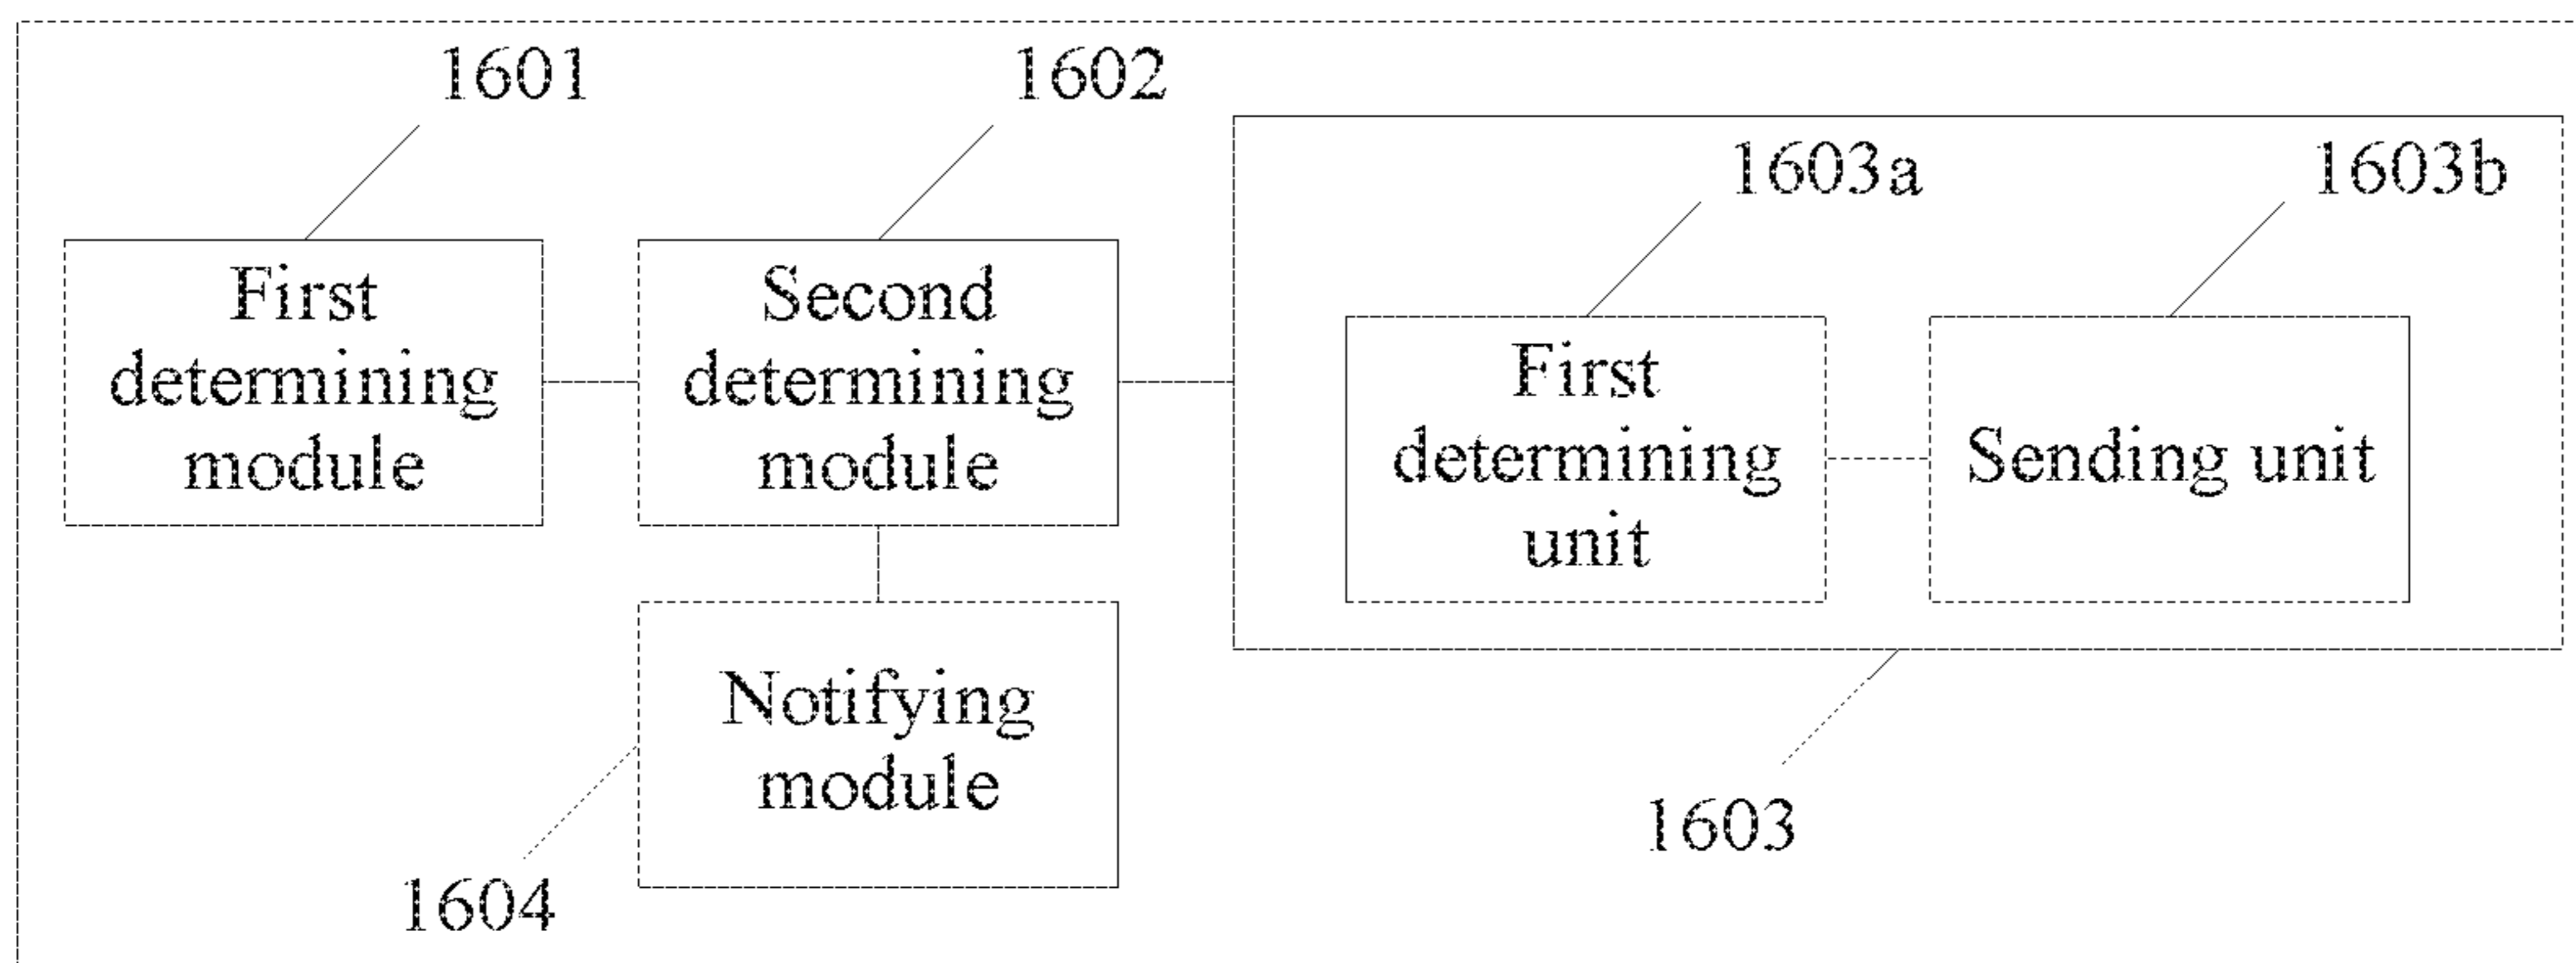 1601
1602
1603a
1603b
First
determining
module
Second
determining
module
First
determining
unit
Sending unit
Notifying
module
1603
1604